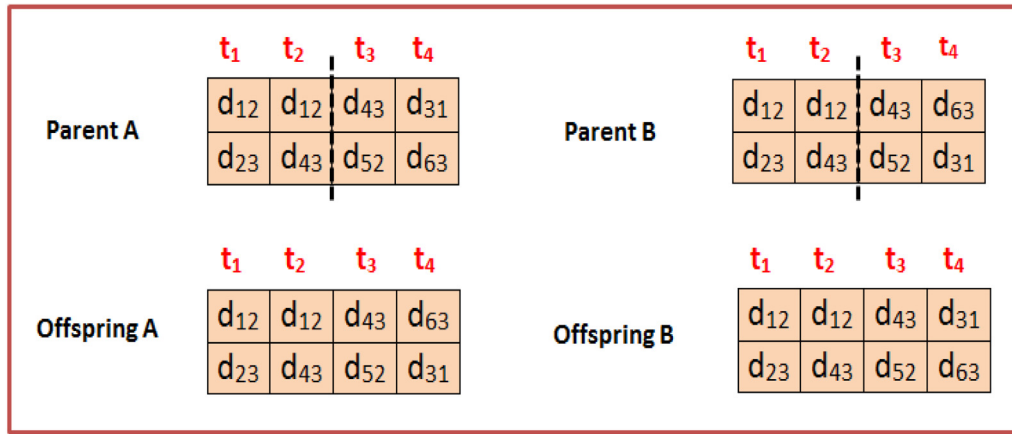 t₁ t₂ t₃ t₄
Parent A
d₁₂ d₁₂ d₄₃ d₃₁
d₂₃ d₄₃ d₅₂ d₆₃
t₁ t₂ t₃ t₄
Parent B
d₁₂ d₁₂ d₄₃ d₆₃
d₂₃ d₄₃ d₅₂ d₃₁
t₁ t₂ t₃ t₄
Offspring A
d₁₂ d₁₂ d₄₃ d₆₃
d₂₃ d₄₃ d₅₂ d₃₁
t₁ t₂ t₃ t₄
Offspring B
d₁₂ d₁₂ d₄₃ d₃₁
d₂₃ d₄₃ d₅₂ d₆₃